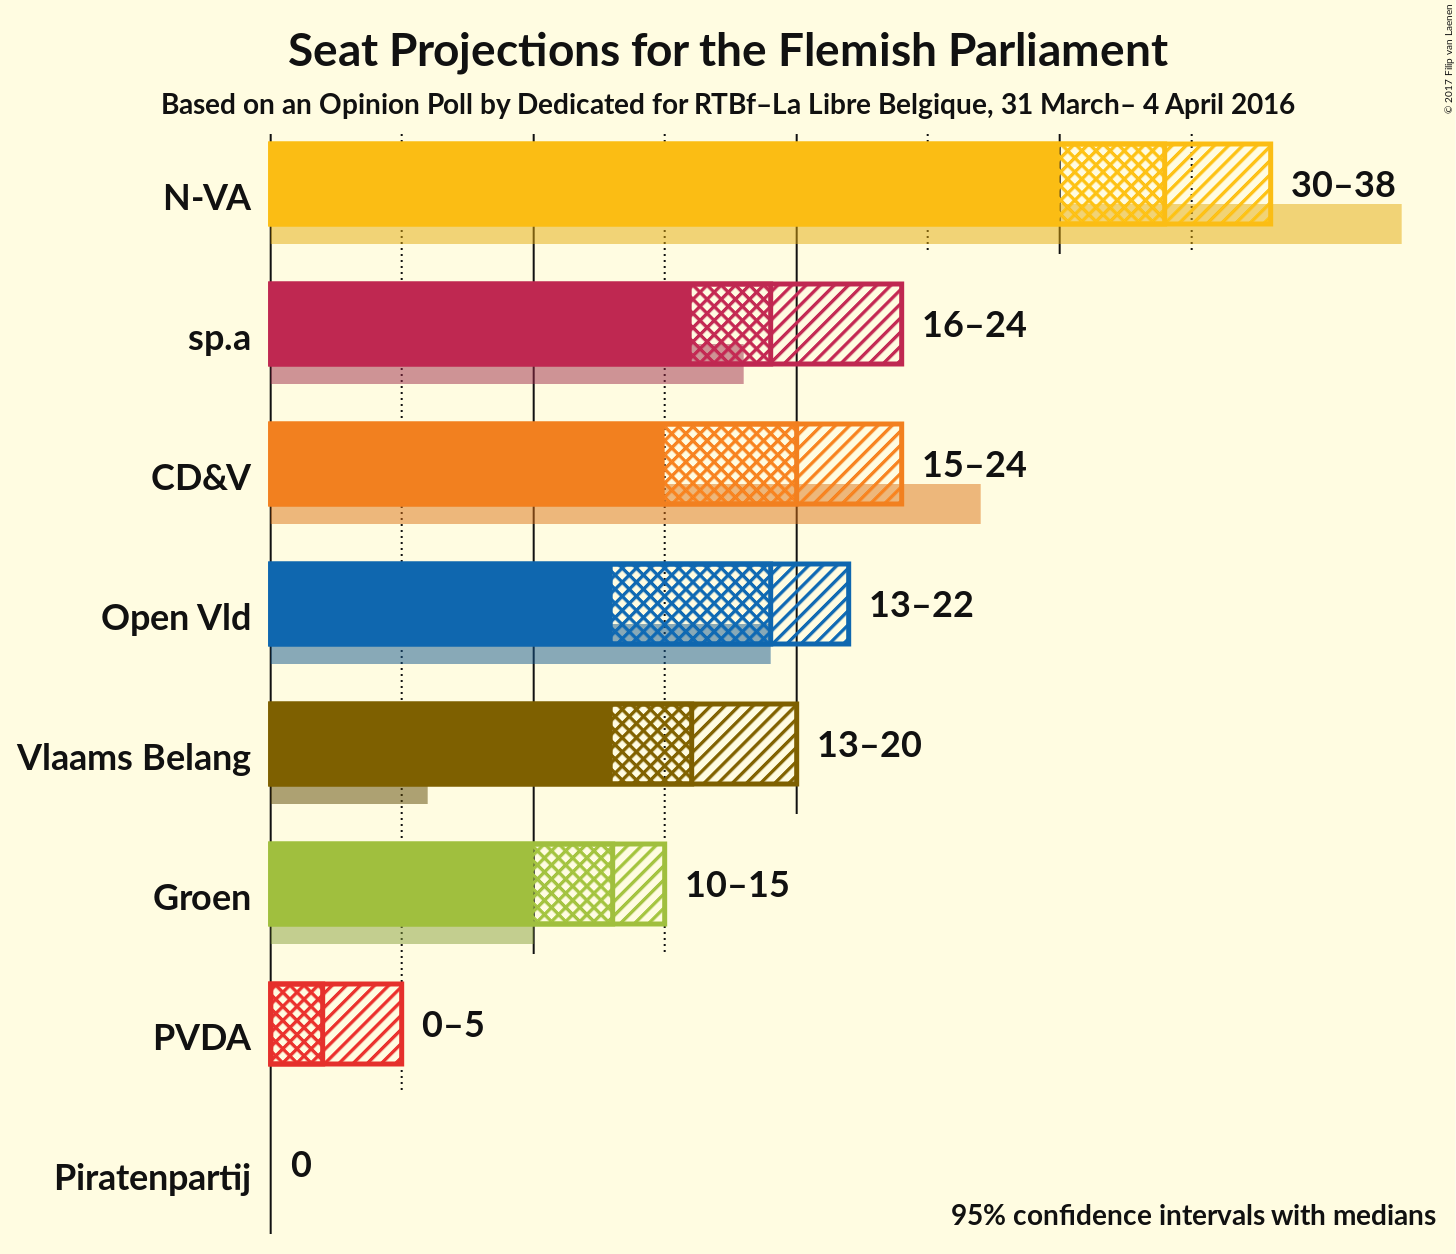 Seat Projections for the Flemish Parliament
Based on an Opinion Poll by Dedicated for RTBf–La Libre Belgique, 31 March– 4 April 2016
© 2017 Filip van Laenen
N-VA
30–38
sp.a
16–24
CD&V
15–24
Open Vld
13–22
Vlaams Belang
13–20
Groen
10–15
PVDA
0–5
Piratenpartij
0
95% confidence intervals with medians